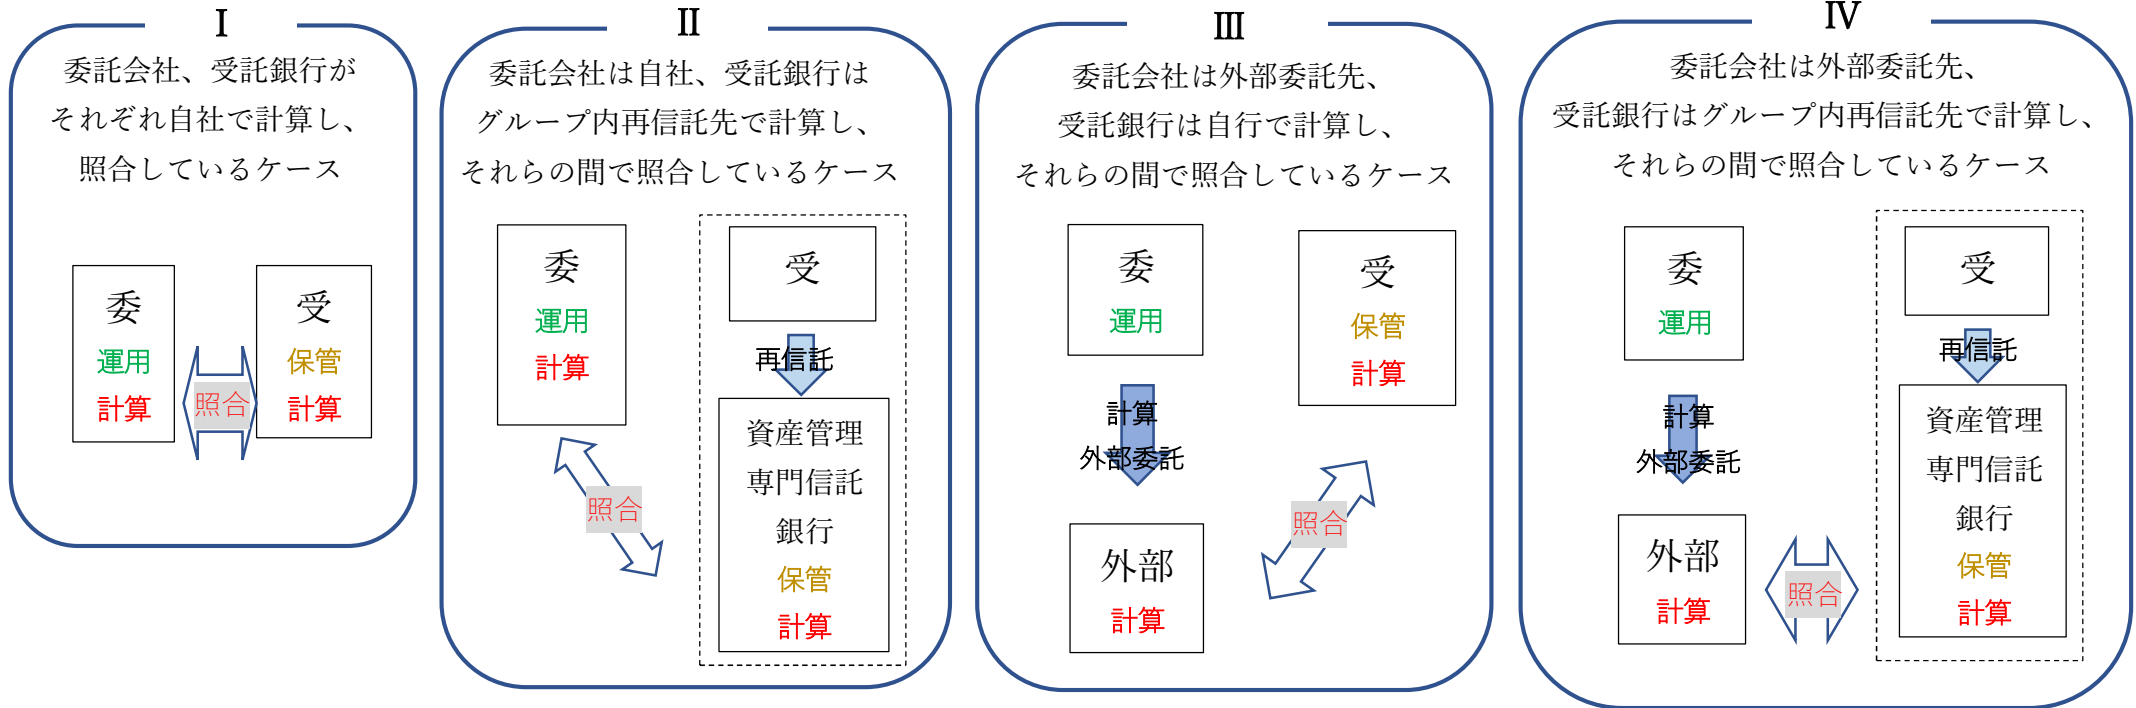 Ⅰ
委託会社、受託銀行が
それぞれ自社で計算し、
照合しているケース
委
運用
計算
照合
受
保管
計算
Ⅱ
委託会社は自社、受託銀行は
グループ内再信託先で計算し、
それらの間で照合しているケース
委
運用
計算
照合
受
再信託
資産管理
専門信託
銀行
保管
計算
Ⅲ
委託会社は外部委託先、
受託銀行は自行で計算し、
それらの間で照合しているケース
委
運用
計算
外部委託
外部
計算
照合
受
保管
計算
Ⅳ
委託会社は外部委託先、
受託銀行はグループ内再信託先で計算し、
それらの間で照合しているケース
委
運用
計算
外部委託
外部
計算
照合
受
再信託
資産管理
専門信託
銀行
保管
計算